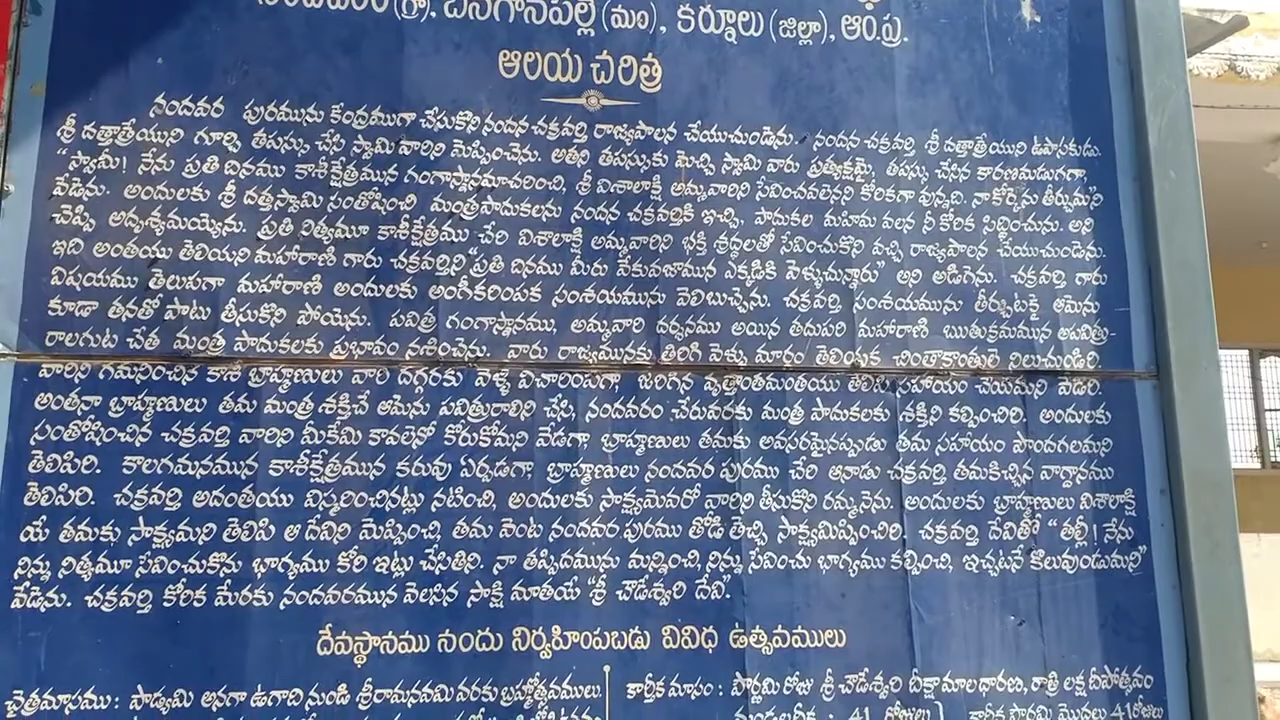 నందవరం (గ్రా), బనగానపల్లె (మం), కర్నూలు (జిల్లా), ఆం.ప్ర.
ఆలయ చరిత్ర
నందవర పురమును కేంద్రముగా చేసుకొని నందన చక్రవర్తి రాజ్యపాలన చేయుచుండెను. నందన చక్రవర్తి శ్రీ దత్తాత్రేయుని ఉపాసకుడు.
శ్రీ దత్తాత్రేయుని గూర్చి తపస్సు చేసి స్వామి వారిని మెప్పించెను. అతని తపస్సుకు మెచ్చి స్వామి వారు ప్రత్యక్షమై, తపస్సు చేసిన కారణమడుగగా,
“స్వామీ! నేను ప్రతి దినము కాశీక్షేత్రమున గంగాస్నానమాచరించి, శ్రీ విశాలాక్షి అమ్మవారిని సేవించవలెనని కోరికగా వున్నది. నాకోర్కెను తీర్చుమ”ని
వేడెను. అందులకు శ్రీ దత్తస్వామి సంతోషించి మంత్రపాదుకలను నందన చక్రవర్తికి ఇచ్చి, పాదుకల మహిమ వలన నీ కోరిక సిద్ధించును. అని
చెప్పి అదృశ్యమయ్యెను. ప్రతి నిత్యమూ కాశీక్షేత్రము చేరి విశాలాక్షి అమ్మవారిని భక్తి శ్రద్ధలతో సేవించుకొని వచ్చి రాజ్యపాలన చేయుచుండెను.
ఇది అంతయు తెలియని మహారాణి గారు చక్రవర్తిని “ప్రతి దినము మీరు వేకువజామున ఎక్కడికి వెళ్ళుచున్నారు” అని అడిగెను. చక్రవర్తి గారు
విషయము తెలుపగా మహారాణి అందులకు అంగీకరింపక సంశయమును వెలిబుచ్చెను. చక్రవర్తి సంశయమును తీర్చుటకై ఆమెను
కూడా తనతో పాటు తీసుకొని పోయెను. పవిత్ర గంగాస్నానము, అమ్మవారి దర్శనము అయిన తదుపరి మహారాణి ఋతుక్రమమున అపవిత్రు-
రాలగుట చేత మంత్ర పాదుకలకు ప్రభావం నశించెను. వారు రాజ్యమునకు తిరిగి వెళ్ళు మార్గం తెలియక చింతాక్రాంతులై నిలుచుండిరి
వారిని గమనించిన కాశీ బ్రాహ్మణులు వారి దగ్గరకు వెళ్ళి విచారింపగా, జరిగిన వృత్తాంతమంతయు తెలిపి సహాయం చేయమని వేడిరి.
అంతనా బ్రాహ్మణులు తమ మంత్ర శక్తిచే ఆమెను పవిత్రురాలిని చేసి, నందవరం చేరువరకు మంత్ర పాదుకలకు శక్తిని కల్పించిరి. అందులకు
సంతోషించిన చక్రవర్తి వారిని మీకేమి కావలెనో కోరుకోమని వేడగా, బ్రాహ్మణులు తమకు అవసరమైనప్పుడు తమ సహాయం పొందగలమని
తెలిపిరి. కాలగమనమున కాశీక్షేత్రమున కరువు ఏర్పడగా, బ్రాహ్మణులు నందవర పురము చేరి ఆనాడు చక్రవర్తి తమకిచ్చిన వాగ్దానము
తెలిపిరి. చక్రవర్తి అదంతయు విస్మరించినట్లు నటించి, అందులకు సాక్ష్యమెవరో వారిని తీసుకొని రమ్మనెను. అందులకు బ్రాహ్మణులు విశాలాక్షి
యే తమకు సాక్ష్యమని తెలిపి ఆ దేవిని మెప్పించి, తమ వెంట నందవర పురము తోడి తెచ్చి సాక్ష్యమిప్పించిరి. చక్రవర్తి దేవితో “తల్లీ! నేను
నిన్ను నిత్యమూ సేవించుకొను భాగ్యము కోరి ఇట్లు చేసితిని. నా తప్పిదమును మన్నించి, నిన్ను సేవించు భాగ్యము కల్పించి, ఇచ్చటనే కొలువుండుమని”
వేడెను. చక్రవర్తి కోరిక మేరకు నందవరమున వెలసిన సాక్షి మాతయే “శ్రీ చౌడేశ్వరి దేవి”.
దేవస్థానము నందు నిర్వహింపబడు వివిధ ఉత్సవములు
చైత్రమాసము : పాడ్యమి అనగా ఉగాది నుండి శ్రీరామనవమి వరకు బ్రహ్మోత్సవములు.
కార్తీక మాసం : పౌర్ణమి రోజు శ్రీ చౌడేశ్వరి దీక్షా మాలధారణ, రాత్రి లక్ష దీపోత్సవం